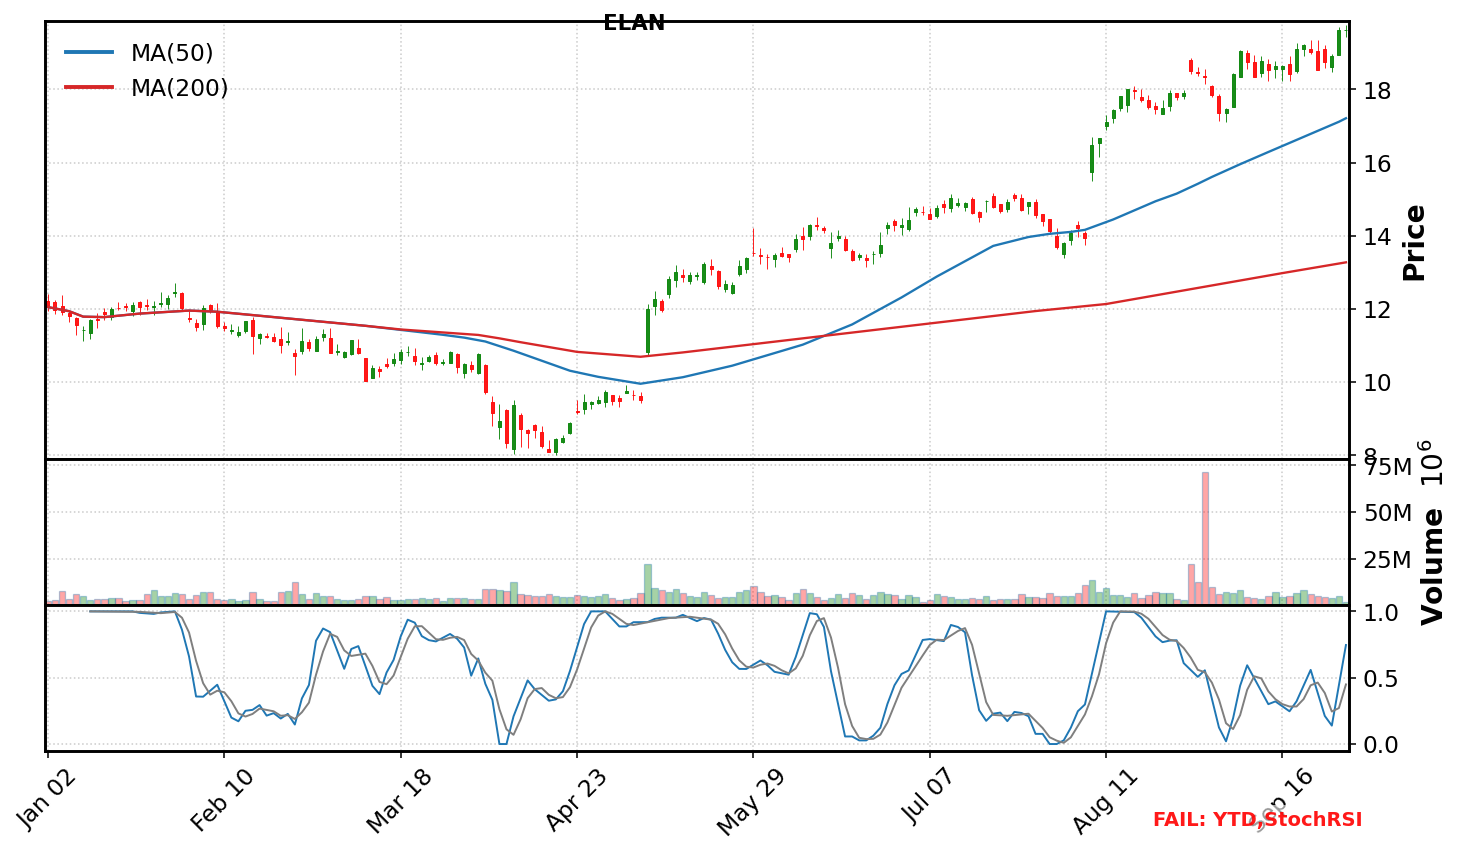 ELAN
MA(50)
MA(200)
18
16
14
12
10
8
Price
75M
50M
25M
Volume 10^6
1.0
0.5
0.0
Jan 02
Feb 10
Mar 18
Apr 23
May 29
Jul 07
Aug 11
Sep 16
FAIL: YTD,StochRSI